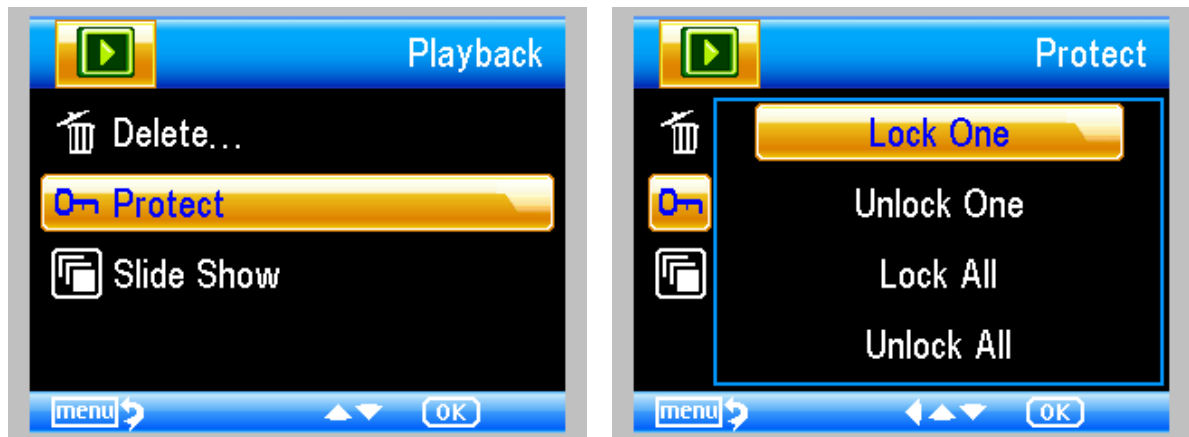 Playback
Delete...
Protect
Slide Show
menu OK
Protect
Lock One
Unlock One
Lock All
Unlock All
menu OK